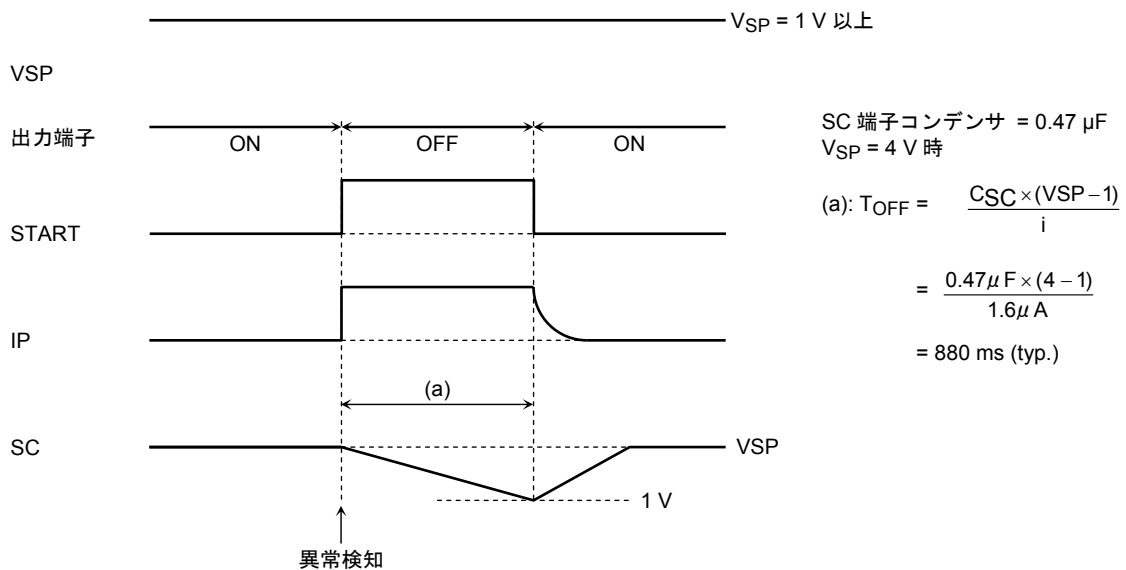 V_SP = 1 V 以上
VSP
出力端子
ON
OFF
ON
SC 端子コンデンサ = 0.47 μF
V_SP = 4 V 時
(a): T_OFF = C_SC × (VSP − 1) / i
START
= 0.47 μ F × (4 − 1) / 1.6 μ A
IP
= 880 ms (typ.)
(a)
SC
VSP
1 V
異常検知